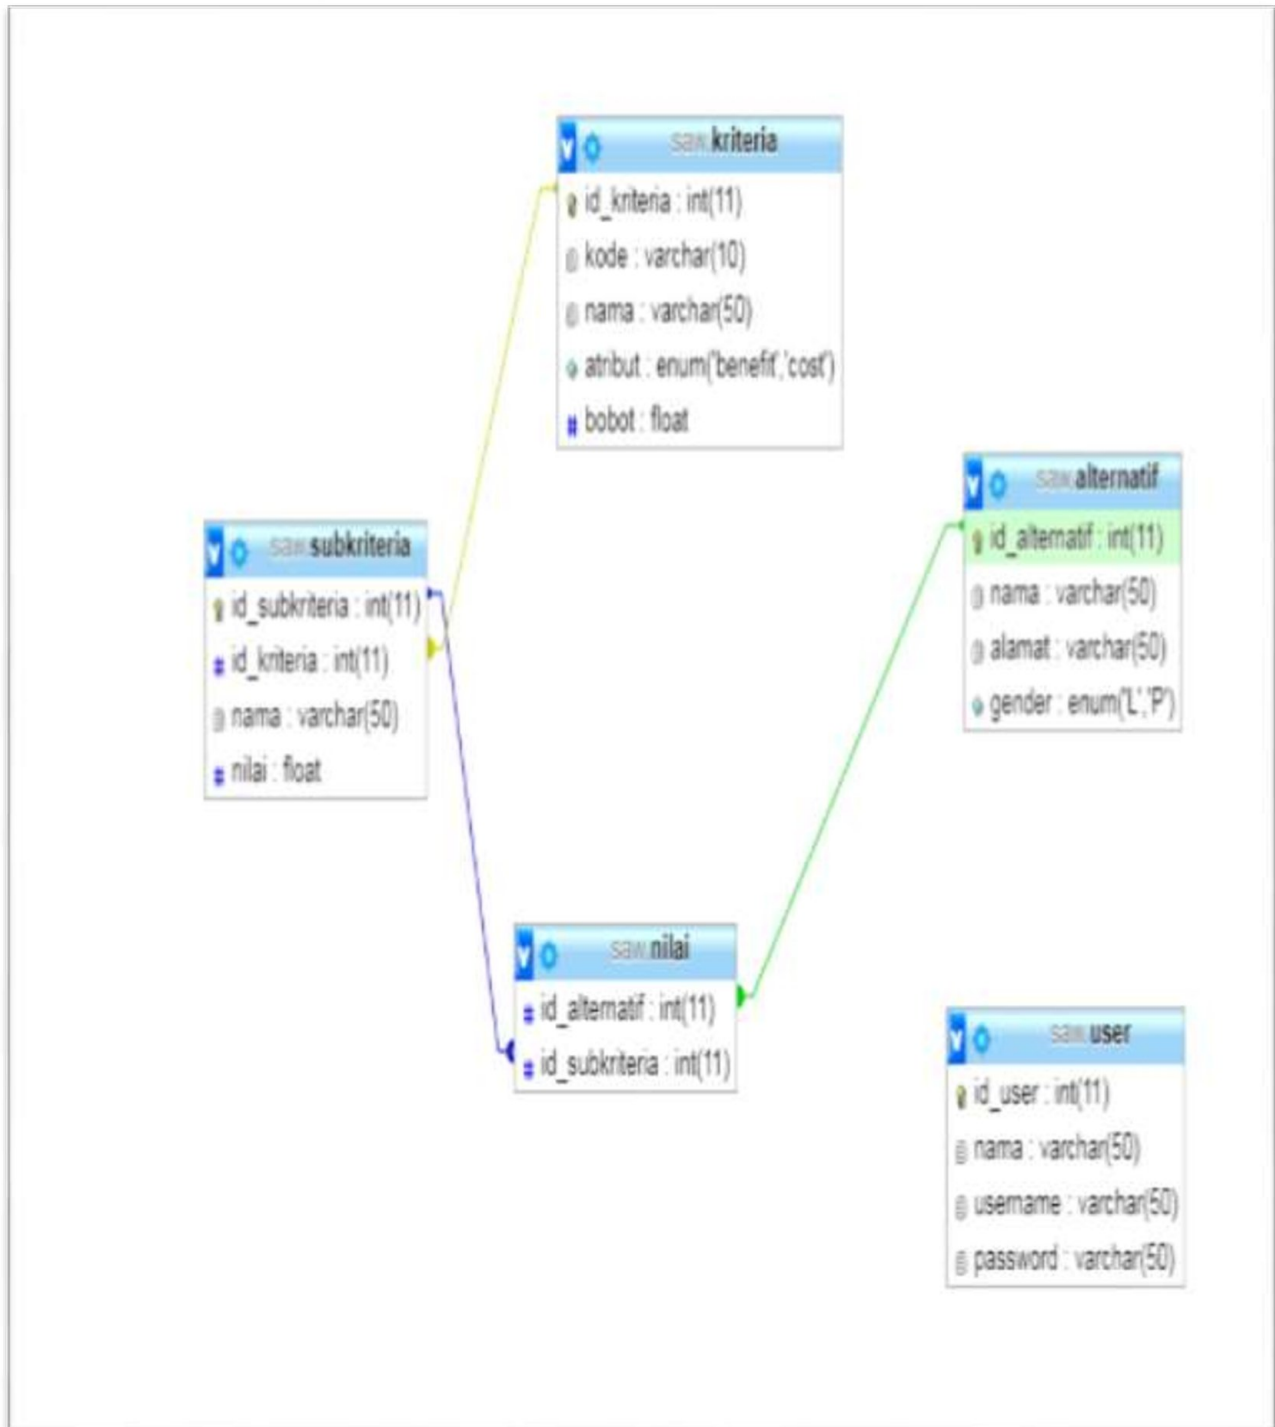 saw.kriteria
id_kriteria : int(11)
kode : varchar(10)
nama : varchar(50)
atribut : enum('benefit','cost')
bobot : float
saw.alternatif
id_alternatif : int(11)
nama : varchar(50)
alamat : varchar(50)
gender : enum('L','P')
saw.subkriteria
id_subkriteria : int(11)
id_kriteria : int(11)
nama : varchar(50)
nilai : float
saw.nilai
id_alternatif : int(11)
id_subkriteria : int(11)
saw.user
id_user : int(11)
nama : varchar(50)
username : varchar(50)
password : varchar(50)